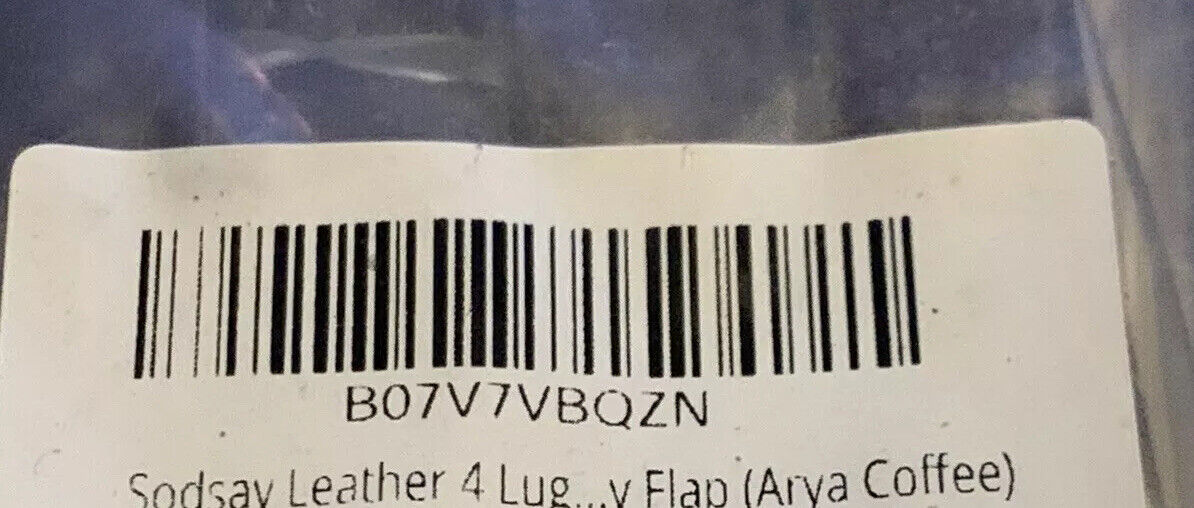 B07V7VBQZN
Sodsay Leather 4 Lug...y Flap (Arya Coffee)